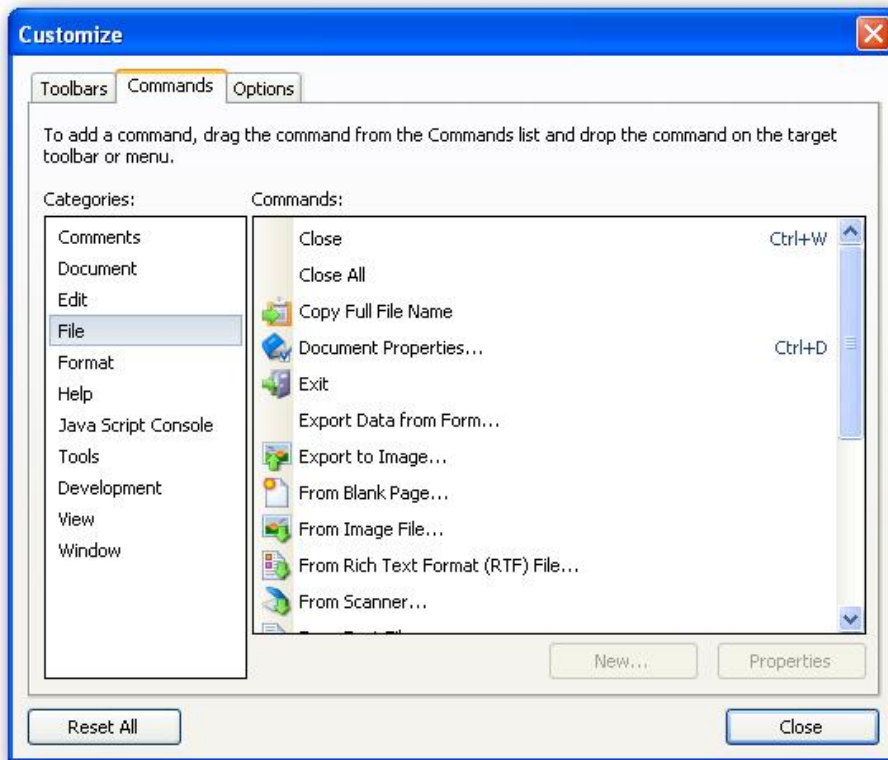 Customize
Toolbars
Commands
Options
To add a command, drag the command from the Commands list and drop the command on the target
toolbar or menu.
Categories:
Comments
Document
Edit
File
Format
Help
Java Script Console
Tools
Development
View
Window
Commands:
Close Ctrl+W
Close All
Copy Full File Name
Document Properties... Ctrl+D
Exit
Export Data from Form...
Export to Image...
From Blank Page...
From Image File...
From Rich Text Format (RTF) File...
From Scanner...
New...
Properties
Reset All
Close